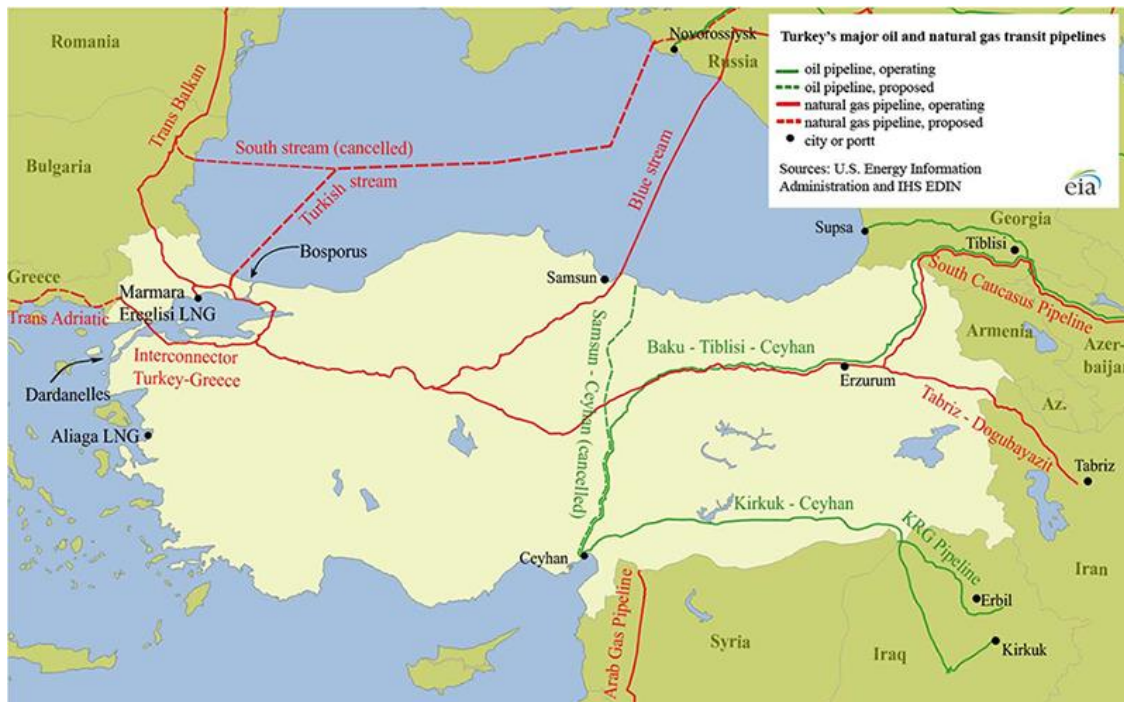 Turkey's major oil and natural gas transit pipelines
oil pipeline, operating
oil pipeline, proposed
natural gas pipeline, operating
natural gas pipeline, proposed
city or portt
Sources: U.S. Energy Information
Administration and IHS EDIN
eia
Romania
Novorossiysk
Russia
Trans Balkan
Bulgaria
South stream (cancelled)
Turkish stream
Blue stream
Georgia
Supsa
Tiblisi
Bosporus
South Caucasus Pipeline
Greece
Samsun
Marmara
Ereglisi LNG
Trans Adriatic
Armenia
Azer-
baijan
Interconnector
Turkey-Greece
Samsun - Ceyhan (cancelled)
Baku - Tiblisi - Ceyhan
Erzurum
Dardanelles
Az.
Tabriz - Dogubayazit
Aliaga LNG
Tabriz
Kirkuk - Ceyhan
KRG Pipeline
Ceyhan
Iran
Arab Gas Pipeline
Erbil
Syria
Iraq
Kirkuk